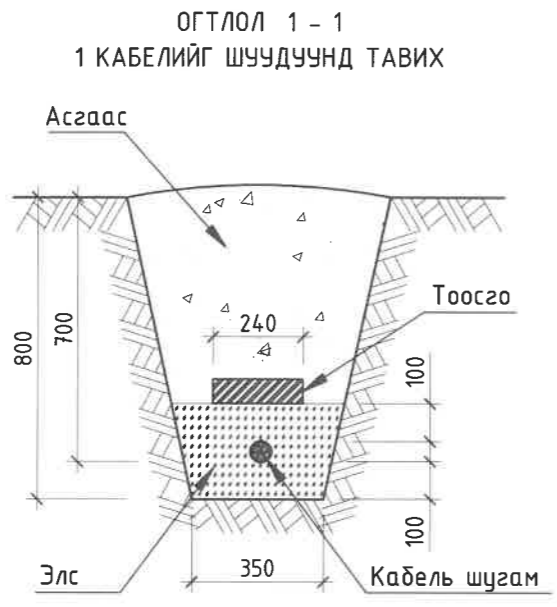 ОГТЛОЛ 1 - 1
1 КАБЕЛИЙГ ШУУДУУНД ТАВИХ
Асгаас
Тоосго
240
800
700
100
100
Элс
350
Кабель шугам